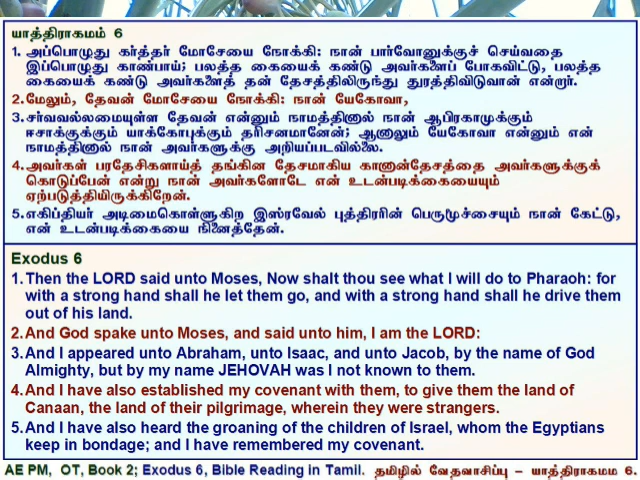 யாத்திராகமம் 6
1. அப்பொழுது கர்த்தர் மோசேயை நோக்கி: நான் பார்வோனுக்குச் செய்வதை
இப்பொழுது காண்பாய்; பலத்த கையைக் கண்டு அவர்களைப் போகவிட்டு, பலத்த
கையைக் கண்டு அவர்களைத் தன் தேசத்திலிருந்து துரத்திவிடுவான் என்றார்.
2.மேலும், தேவன் மோசேயை நோக்கி: நான் யேகோவா,
3.சர்வவல்லமையுள்ள தேவன் என்னும் நாமத்தினால் நான் ஆபிரகாமுக்கும்
ஈசாக்குக்கும் யாக்கோபுக்கும் தரிசனமானேன்; ஆனாலும் யேகோவா என்னும் என்
நாமத்தினால் நான் அவர்களுக்கு அறியப்படவில்லை.
4.அவர்கள் பரதேசிகளாய்த் தங்கின தேசமாகிய கானான்தேசத்தை அவர்களுக்குக்
கொடுப்பேன் என்று நான் அவர்களோடே என் உடன்படிக்கையையும்
ஏற்படுத்தியிருக்கிறேன்.
5.எகிப்தியர் அடிமைகொள்ளுகிற இஸ்ரவேல் புத்திரரின் பெருமூச்சையும் நான் கேட்டு,
என் உடன்படிக்கையை நினைத்தேன்.
Exodus 6
1.Then the LORD said unto Moses, Now shalt thou see what I will do to Pharaoh: for
with a strong hand shall he let them go, and with a strong hand shall he drive them
out of his land.
2.And God spake unto Moses, and said unto him, I am the LORD:
3.And I appeared unto Abraham, unto Isaac, and unto Jacob, by the name of God
Almighty, but by my name JEHOVAH was I not known to them.
4.And I have also established my covenant with them, to give them the land of
Canaan, the land of their pilgrimage, wherein they were strangers.
5.And I have also heard the groaning of the children of Israel, whom the Egyptians
keep in bondage; and I have remembered my covenant.
AE PM, OT, Book 2; Exodus 6, Bible Reading in Tamil. தமிழில் வேதவாசிப்பு – யாத்திராகமம 6.